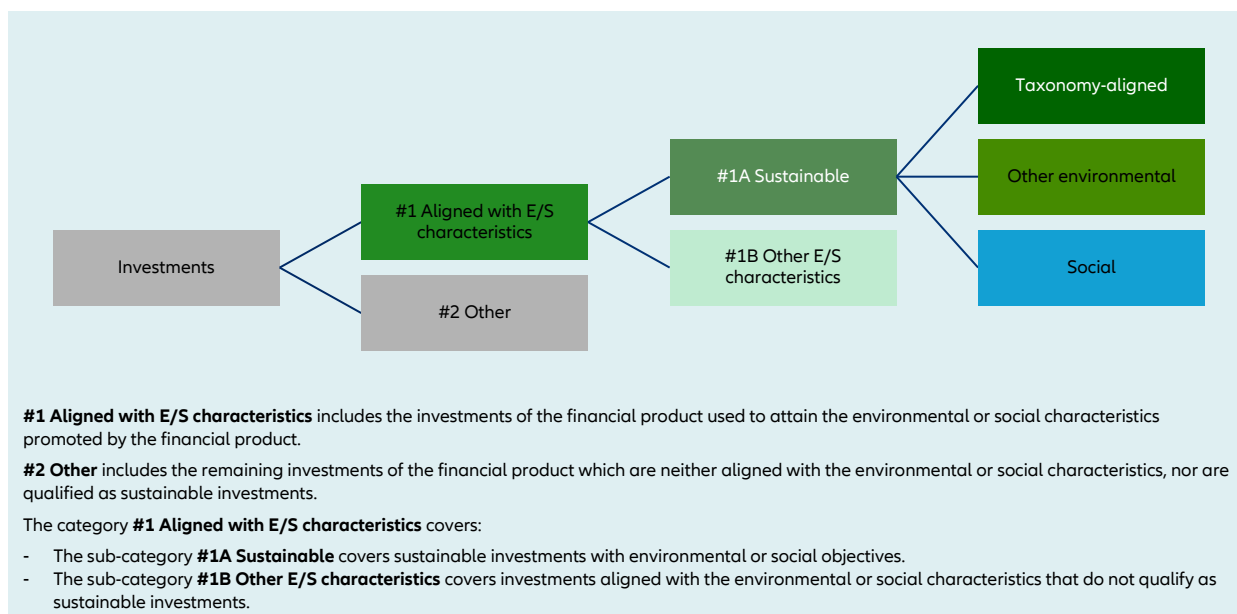 Taxonomy-aligned
#1A Sustainable
Other environmental
#1 Aligned with E/S
characteristics
#1B Other E/S
characteristics
Investments
Social
#2 Other
#1 Aligned with E/S characteristics includes the investments of the financial product used to attain the environmental or social characteristics
promoted by the financial product.
#2 Other includes the remaining investments of the financial product which are neither aligned with the environmental or social characteristics, nor are
qualified as sustainable investments.
The category #1 Aligned with E/S characteristics covers:
- The sub-category #1A Sustainable covers sustainable investments with environmental or social objectives.
- The sub-category #1B Other E/S characteristics covers investments aligned with the environmental or social characteristics that do not qualify as
sustainable investments.